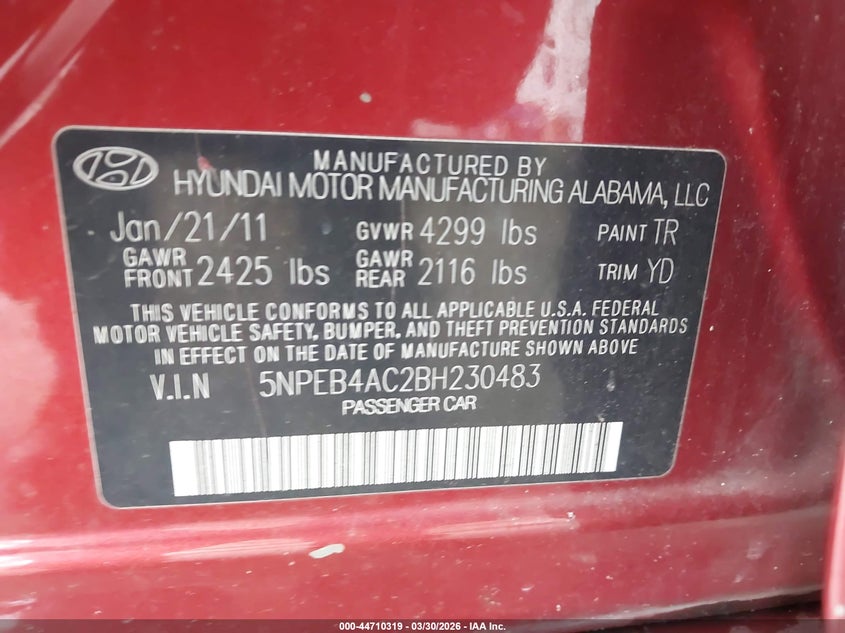 MANUFACTURED BY
HYUNDAI MOTOR MANUFACTURING ALABAMA, LLC
Jan/21/11 GVWR 4299 lbs PAINT TR
GAWR FRONT 2425 lbs GAWR REAR 2116 lbs TRIM YD
THIS VEHICLE CONFORMS TO ALL APPLICABLE U.S.A. FEDERAL
MOTOR VEHICLE SAFETY, BUMPER, AND THEFT PREVENTION STANDARDS
IN EFFECT ON THE DATE OF MANUFACTURE SHOWN ABOVE
V.I.N 5NPEB4AC2BH230483
PASSENGER CAR
000-44710319 - 03/30/2026 - IAA Inc.